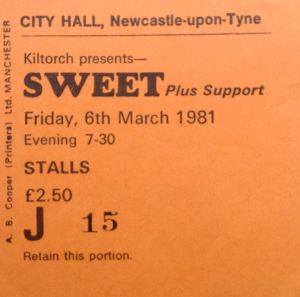 CITY HALL, Newcastle-upon-Tyne
Kiltorch presents—
SWEET Plus Support
Friday, 6th March 1981
Evening 7-30
STALLS
£2.50
J 15
Retain this portion.
A. B. Cooper (Printers) Ltd. MANCHESTER